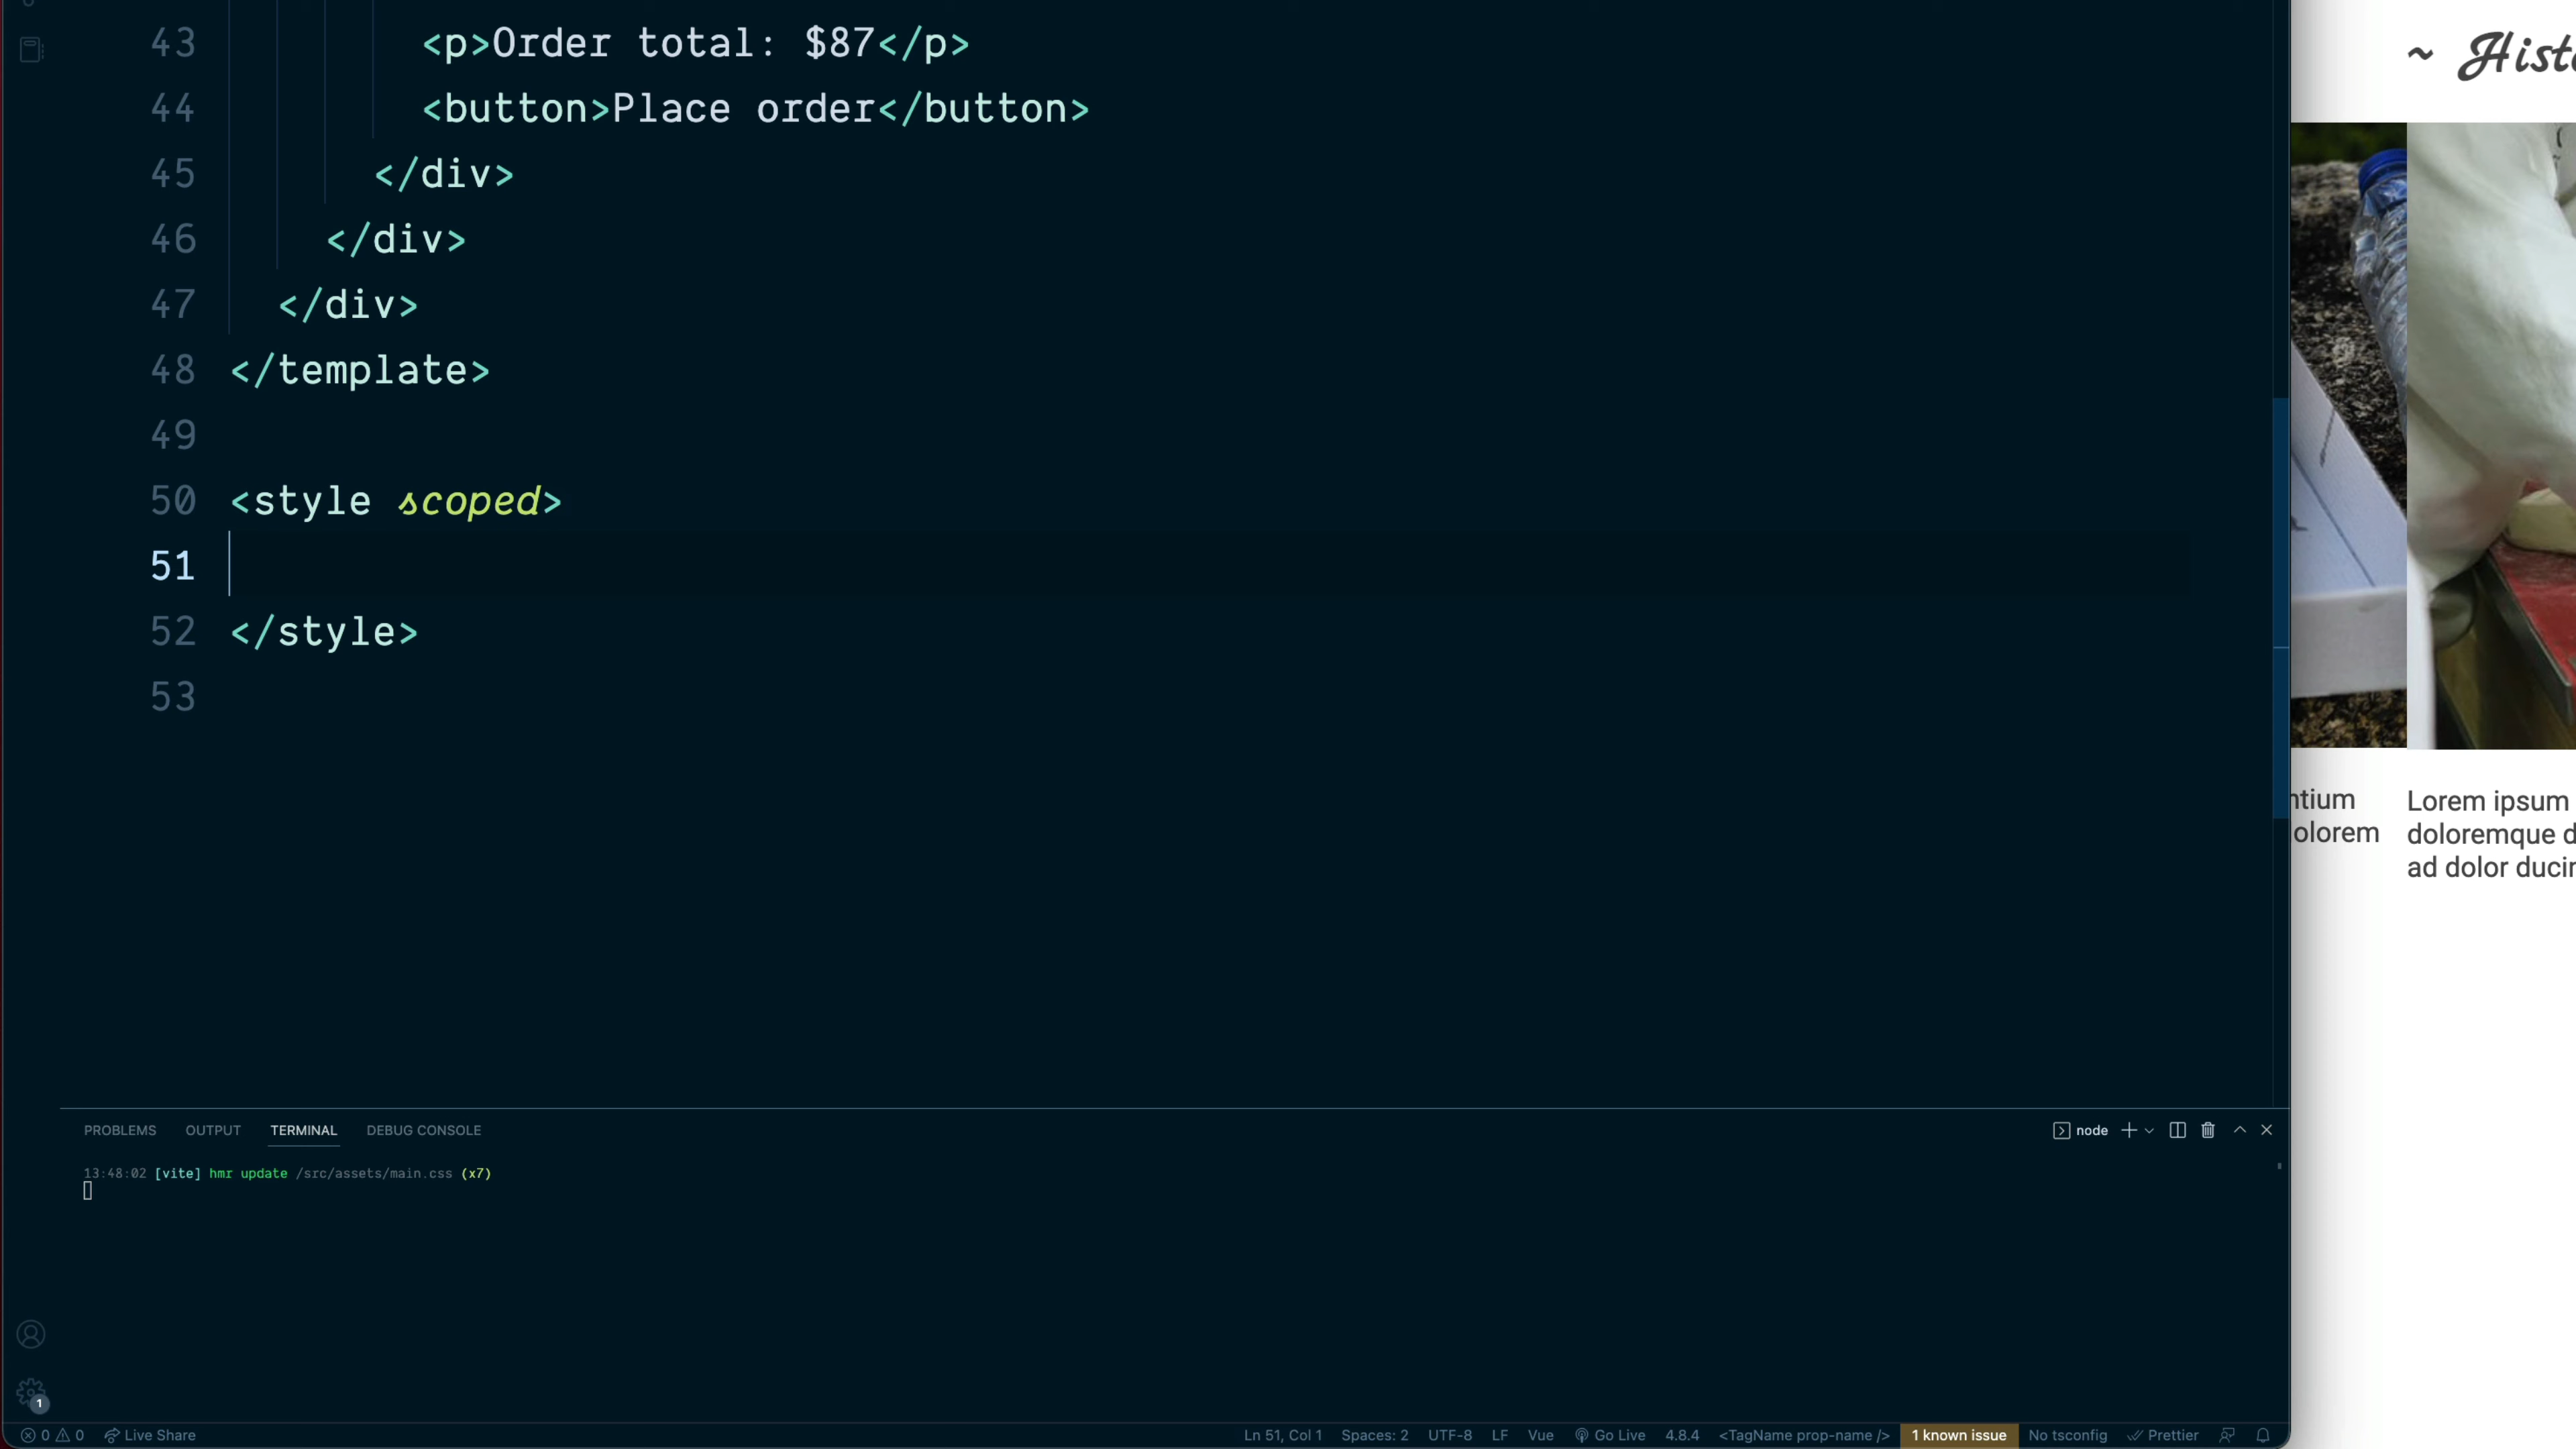 43 <p>Order total: $87</p>
44 <button>Place order</button>
45 </div>
46 </div>
47 </div>
48 </template>
49
50 <style scoped>
51
52 </style>
53
PROBLEMS OUTPUT TERMINAL DEBUG CONSOLE node
13:48:02 [vite] hmr update /src/assets/main.css (x7)
1
0 0 Live Share Ln 51, Col 1 Spaces: 2 UTF-8 LF Vue Go Live 4.8.4 <TagName prop-name /> 1 known issue No tsconfig Prettier
~
olorem
Lorem ipsum
doloremque d
ad dolor